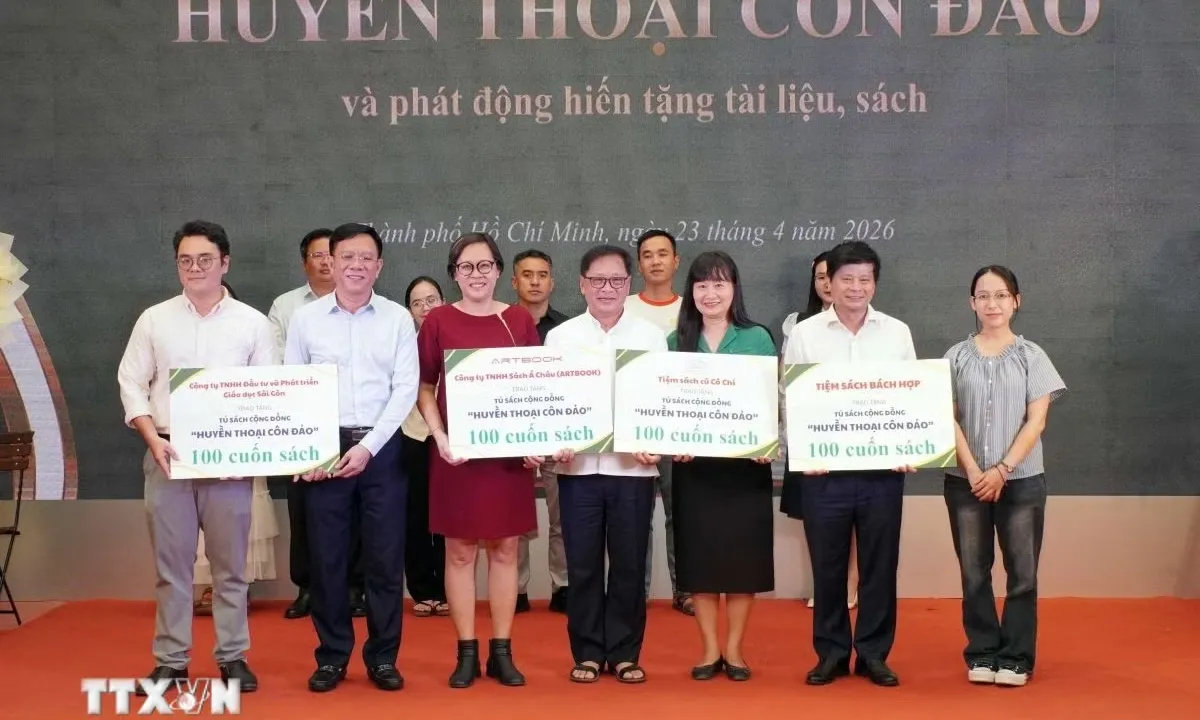 HUYỀN THOẠI CÔN ĐẢO
và phát động hiến tặng tài liệu, sách
Thành phố Hồ Chí Minh, ngày 23 tháng 4 năm 2026
Công ty TNHH Đầu tư và Phát triển
Giáo dục Sài Gòn
TRAO TẶNG
TỦ SÁCH CỘNG ĐỒNG
“HUYỀN THOẠI CÔN ĐẢO”
100 cuốn sách
ARTBOOK
Công ty TNHH Sách Á Châu (ARTBOOK)
TRAO TẶNG
TỦ SÁCH CỘNG ĐỒNG
“HUYỀN THOẠI CÔN ĐẢO”
100 cuốn sách
Tiệm sách cũ Cô Chi
TRAO TẶNG
TỦ SÁCH CỘNG ĐỒNG
“HUYỀN THOẠI CÔN ĐẢO”
100 cuốn sách
TIỆM SÁCH BÁCH HỢP
TRAO TẶNG
TỦ SÁCH CỘNG ĐỒNG
“HUYỀN THOẠI CÔN ĐẢO”
100 cuốn sách
TTXVN